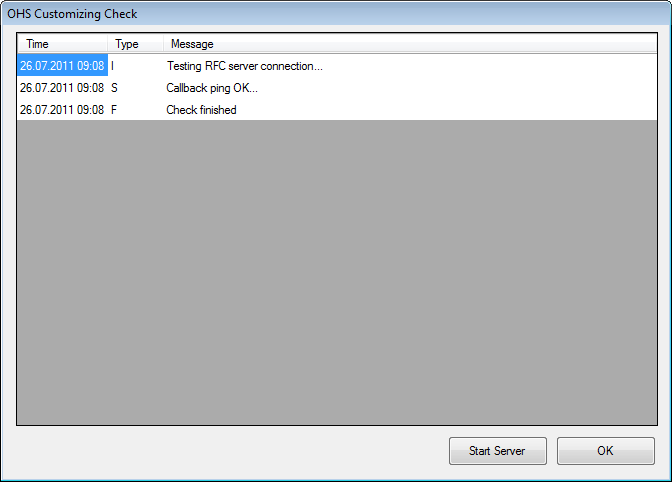 OHS Customizing Check
Time Type Message
26.07.2011 09:08 I Testing RFC server connection...
26.07.2011 09:08 S Callback ping OK...
26.07.2011 09:08 F Check finished
Start Server OK